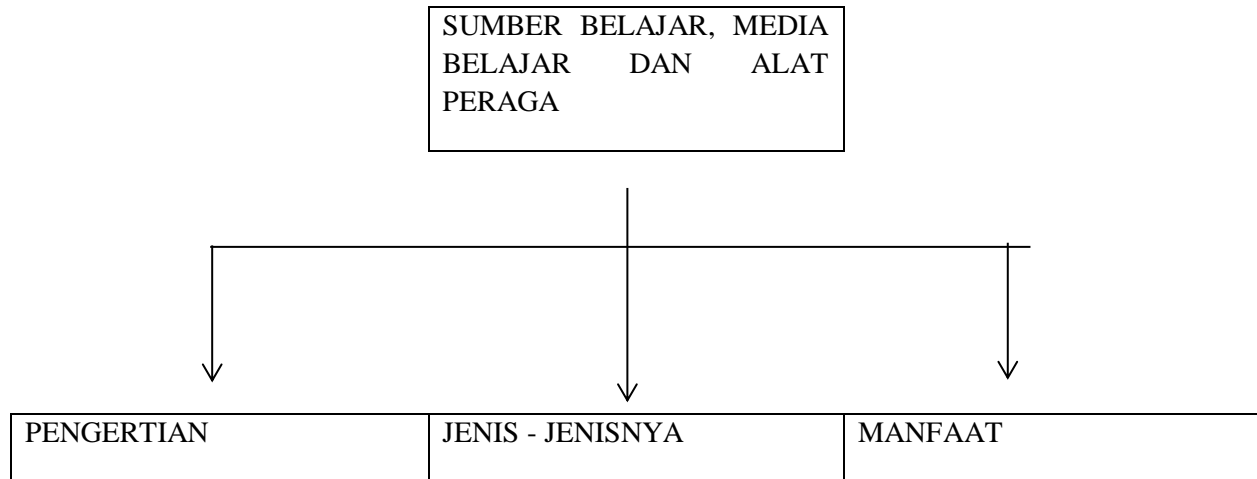 SUMBER BELAJAR, MEDIA
BELAJAR DAN ALAT
PERAGA
PENGERTIAN
JENIS - JENISNYA
MANFAAT